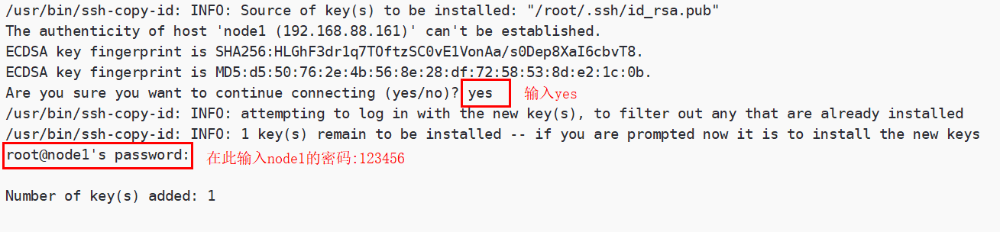 /usr/bin/ssh-copy-id: INFO: Source of key(s) to be installed: "/root/.ssh/id_rsa.pub"
The authenticity of host 'node1 (192.168.88.161)' can't be established.
ECDSA key fingerprint is SHA256:HLGhF3dr1q7TOftzSC0vE1VonAa/s0Dep8XaI6cbvT8.
ECDSA key fingerprint is MD5:d5:50:76:2e:4b:56:8e:28:df:72:58:53:8d:e2:1c:0b.
Are you sure you want to continue connecting (yes/no)? yes 输入yes
/usr/bin/ssh-copy-id: INFO: attempting to log in with the new key(s), to filter out any that are already installed
/usr/bin/ssh-copy-id: INFO: 1 key(s) remain to be installed -- if you are prompted now it is to install the new keys
root@node1's password: 在此输入node1的密码:123456
Number of key(s) added: 1